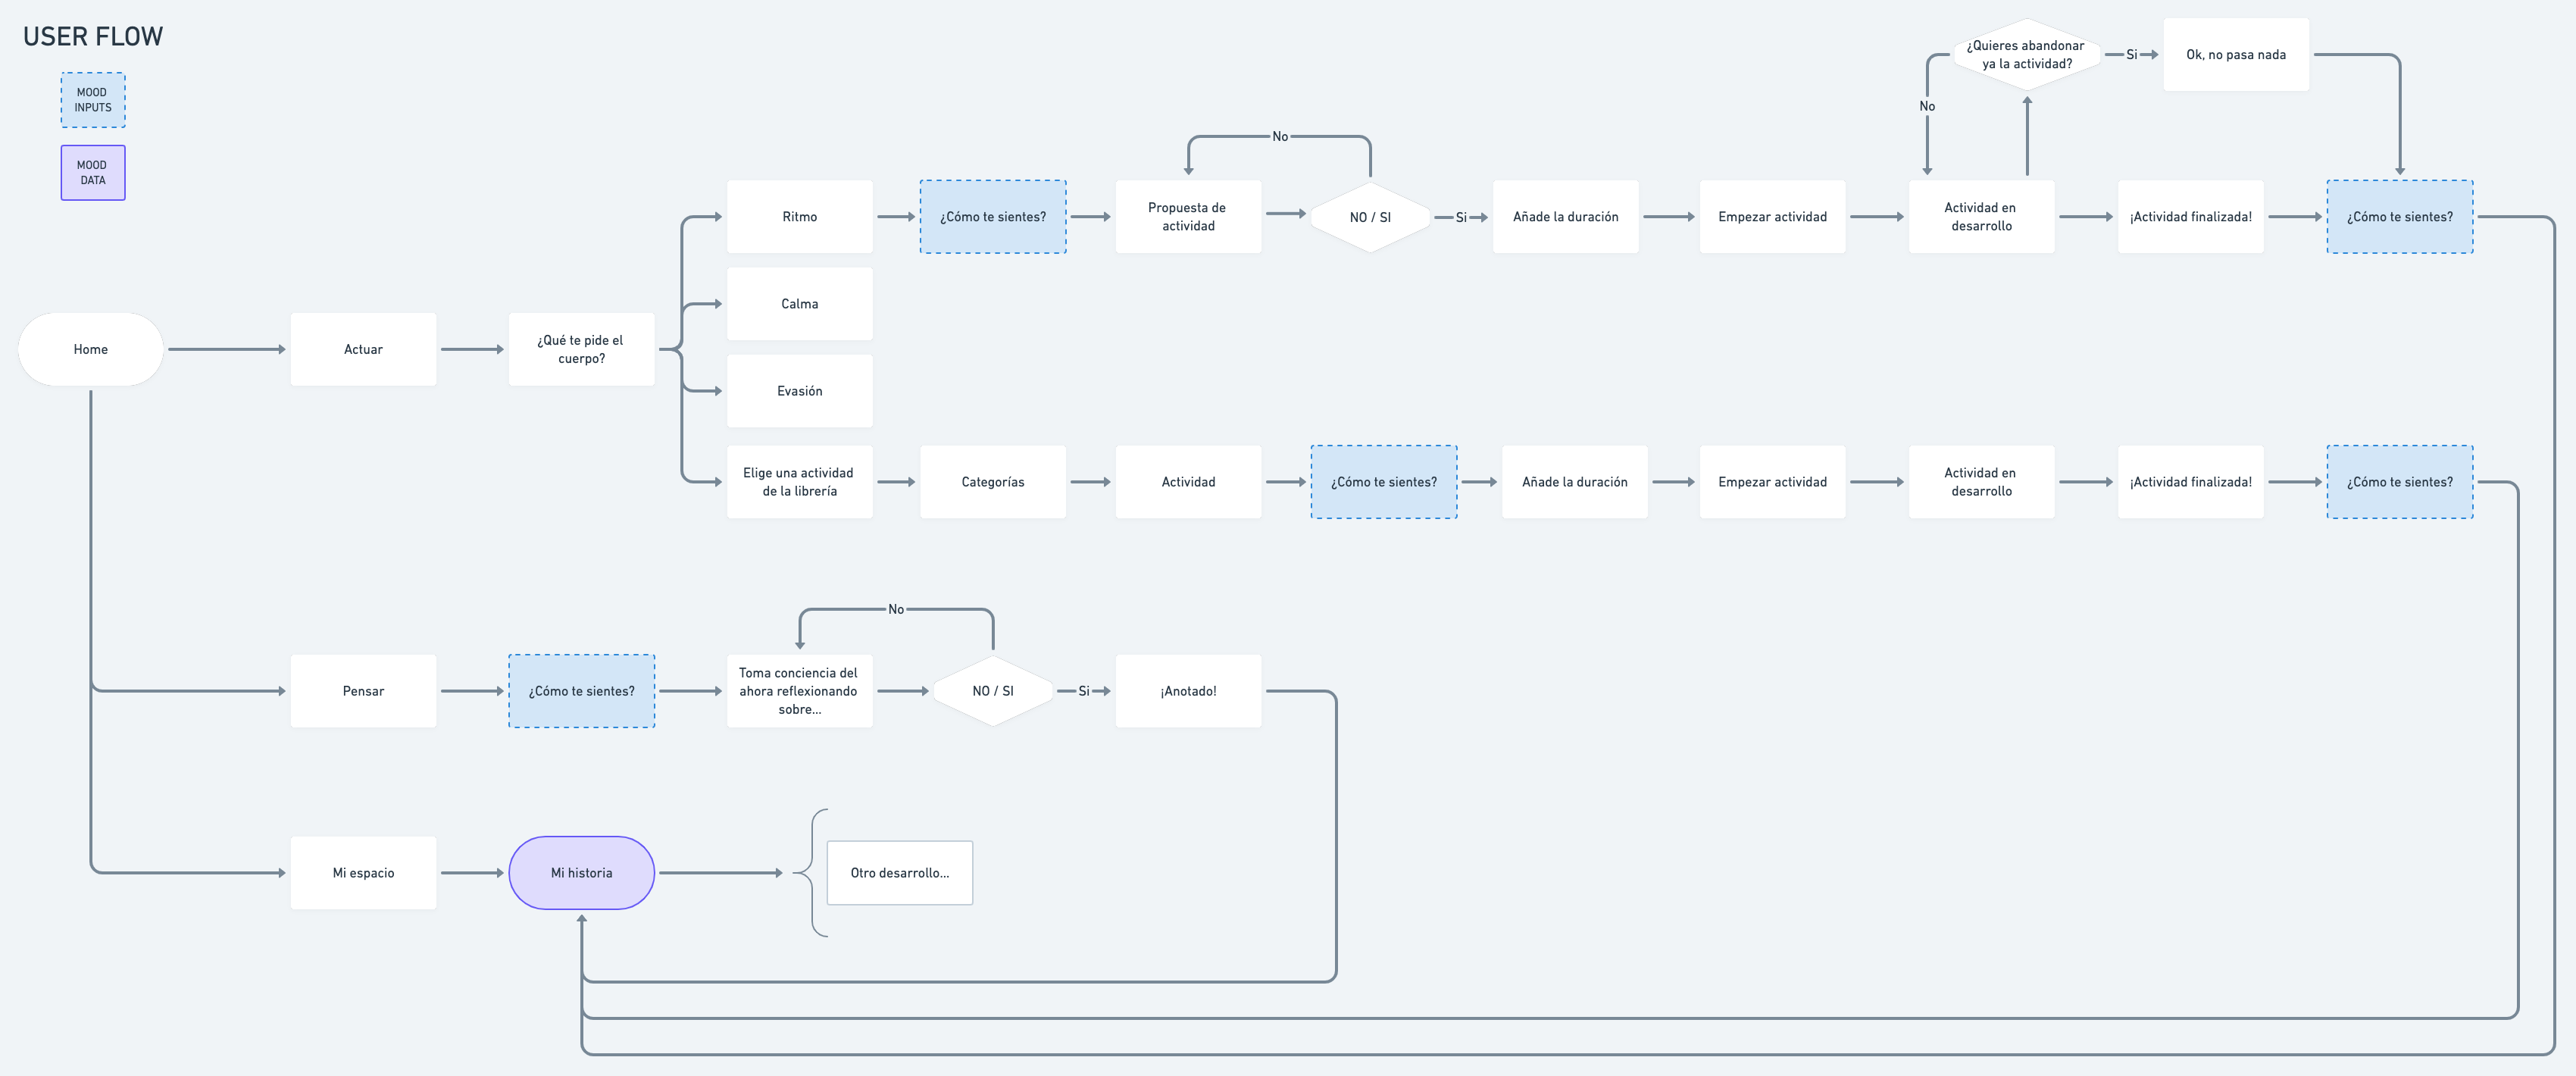 USER FLOW
MOOD
INPUTS
MOOD
DATA
¿Quieres abandonar
ya la actividad?
Si
Ok, no pasa nada
No
No
Ritmo
¿Cómo te sientes?
Propuesta de
actividad
NO / SI
Si
Añade la duración
Empezar actividad
Actividad en
desarrollo
¡Actividad finalizada!
¿Cómo te sientes?
Calma
Home
Actuar
¿Qué te pide el
cuerpo?
Evasión
Elige una actividad
de la librería
Categorías
Actividad
¿Cómo te sientes?
Añade la duración
Empezar actividad
Actividad en
desarrollo
¡Actividad finalizada!
¿Cómo te sientes?
No
Pensar
¿Cómo te sientes?
Toma conciencia del
ahora reflexionando
sobre...
NO / SI
Si
¡Anotado!
Mi espacio
Mi historia
Otro desarrollo...